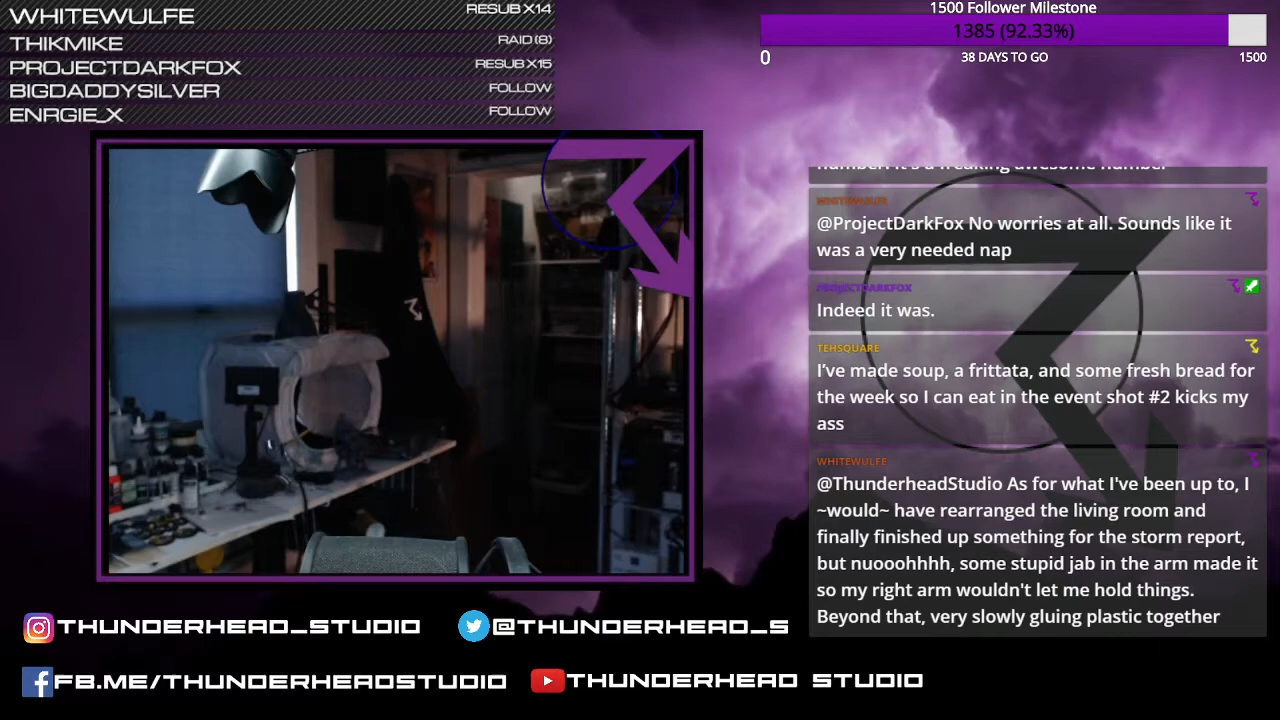 WHITEWULFE RESUB X14
THIKMIKE RAID (8)
PROJECTDARKFOX RESUB X15
BIGDADDYSILVER FOLLOW
ENRGIE_X FOLLOW
1500 Follower Milestone
1385 (92.33%)
0 38 DAYS TO GO 1500
WHITEWULFE
@ProjectDarkFox No worries at all. Sounds like it
was a very needed nap
PROJECTDARKFOX
Indeed it was.
TEHSQUARE
I've made soup, a frittata, and some fresh bread for
the week so I can eat in the event shot #2 kicks my
ass
WHITEWULFE
@ThunderheadStudio As for what I've been up to, I
~would~ have rearranged the living room and
finally finished up something for the storm report,
but nuooohhhh, some stupid jab in the arm made it
so my right arm wouldn't let me hold things.
Beyond that, very slowly gluing plastic together
THUNDERHEAD_STUDIO @THUNDERHEAD_S
FB.ME/THUNDERHEADSTUDIO THUNDERHEAD STUDIO